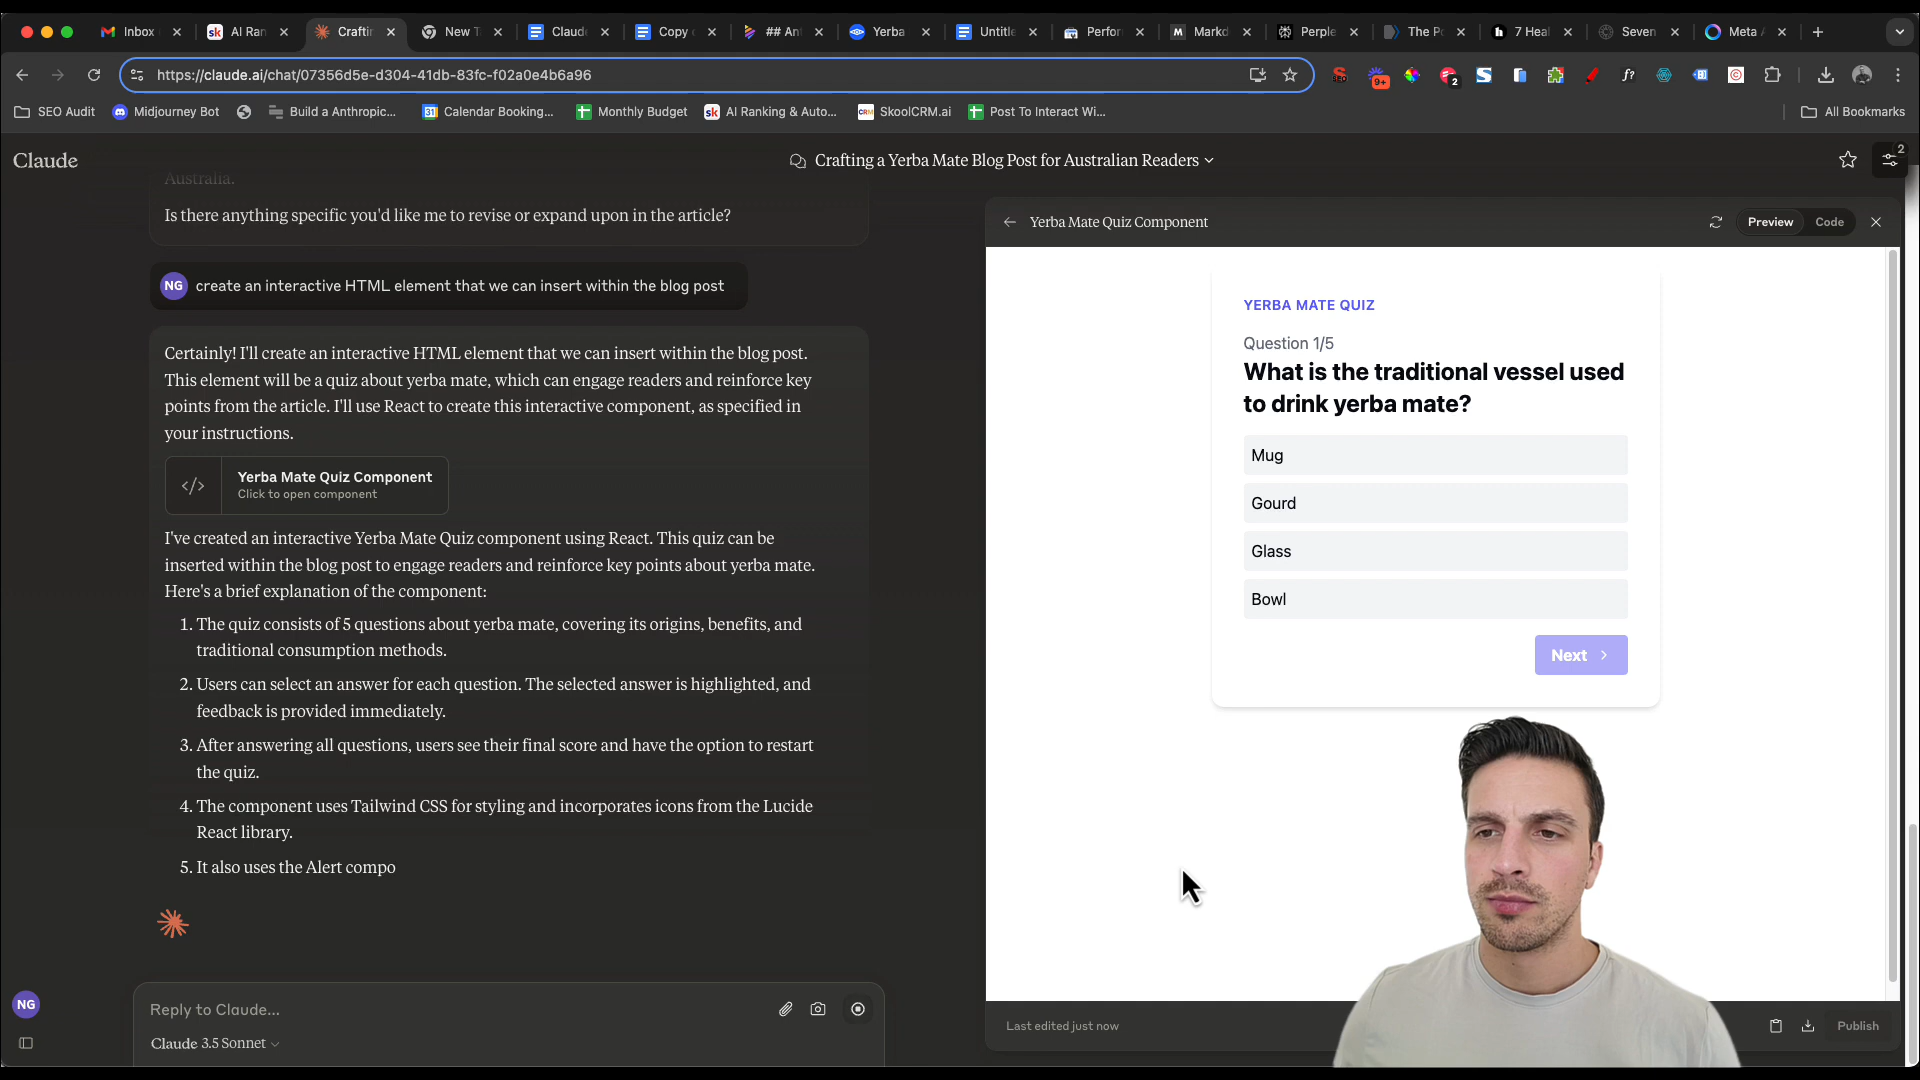 Inbox
AI Ran
Craftin
New T
Claude
Copy o
## An
Yerba
Untitle
Perfor
Markd
Perple
The Po
7 Heal
Seven
Meta A
https://claude.ai/chat/07356d5e-d304-41db-83fc-f02a0e4b6a96
9+
2
f?
SEO Audit
Midjourney Bot
Build a Anthropic...
31
Calendar Booking...
Monthly Budget
sk
AI Ranking & Auto...
CRM
SkoolCRM.ai
Post To Interact Wi...
All Bookmarks
Claude
Crafting a Yerba Mate Blog Post for Australian Readers
2
Australia.
Is there anything specific you'd like me to revise or expand upon in the article?
NG
create an interactive HTML element that we can insert within the blog post
Certainly! I'll create an interactive HTML element that we can insert within the blog post.
This element will be a quiz about yerba mate, which can engage readers and reinforce key
points from the article. I'll use React to create this interactive component, as specified in
your instructions.
</>
Yerba Mate Quiz Component
Click to open component
I've created an interactive Yerba Mate Quiz component using React. This quiz can be
inserted within the blog post to engage readers and reinforce key points about yerba mate.
Here's a brief explanation of the component:
1. The quiz consists of 5 questions about yerba mate, covering its origins, benefits, and
traditional consumption methods.
2. Users can select an answer for each question. The selected answer is highlighted, and
feedback is provided immediately.
3. After answering all questions, users see their final score and have the option to restart
the quiz.
4. The component uses Tailwind CSS for styling and incorporates icons from the Lucide
React library.
5. It also uses the Alert compo
NG
Reply to Claude...
Claude 3.5 Sonnet
Yerba Mate Quiz Component
Preview
Code
YERBA MATE QUIZ
Question 1/5
What is the traditional vessel used
to drink yerba mate?
Mug
Gourd
Glass
Bowl
Next
Last edited just now
Publish